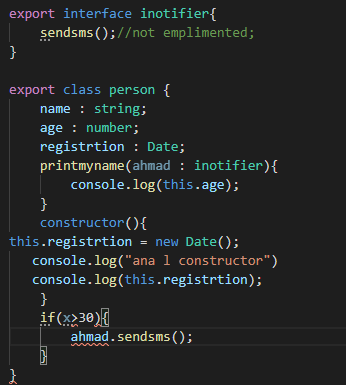 export interface inotifier{
    sendsms();//not emplimented;
}

export class person {
    name : string;
    age : number;
    registrtion : Date;
    printmyname(ahmad : inotifier){
        console.log(this.age);
    }
    constructor(){
this.registrtion = new Date();
   console.log("ana l constructor")
   console.log(this.registrtion);
    }
    if(x>30){
        ahmad.sendsms();
    }
}